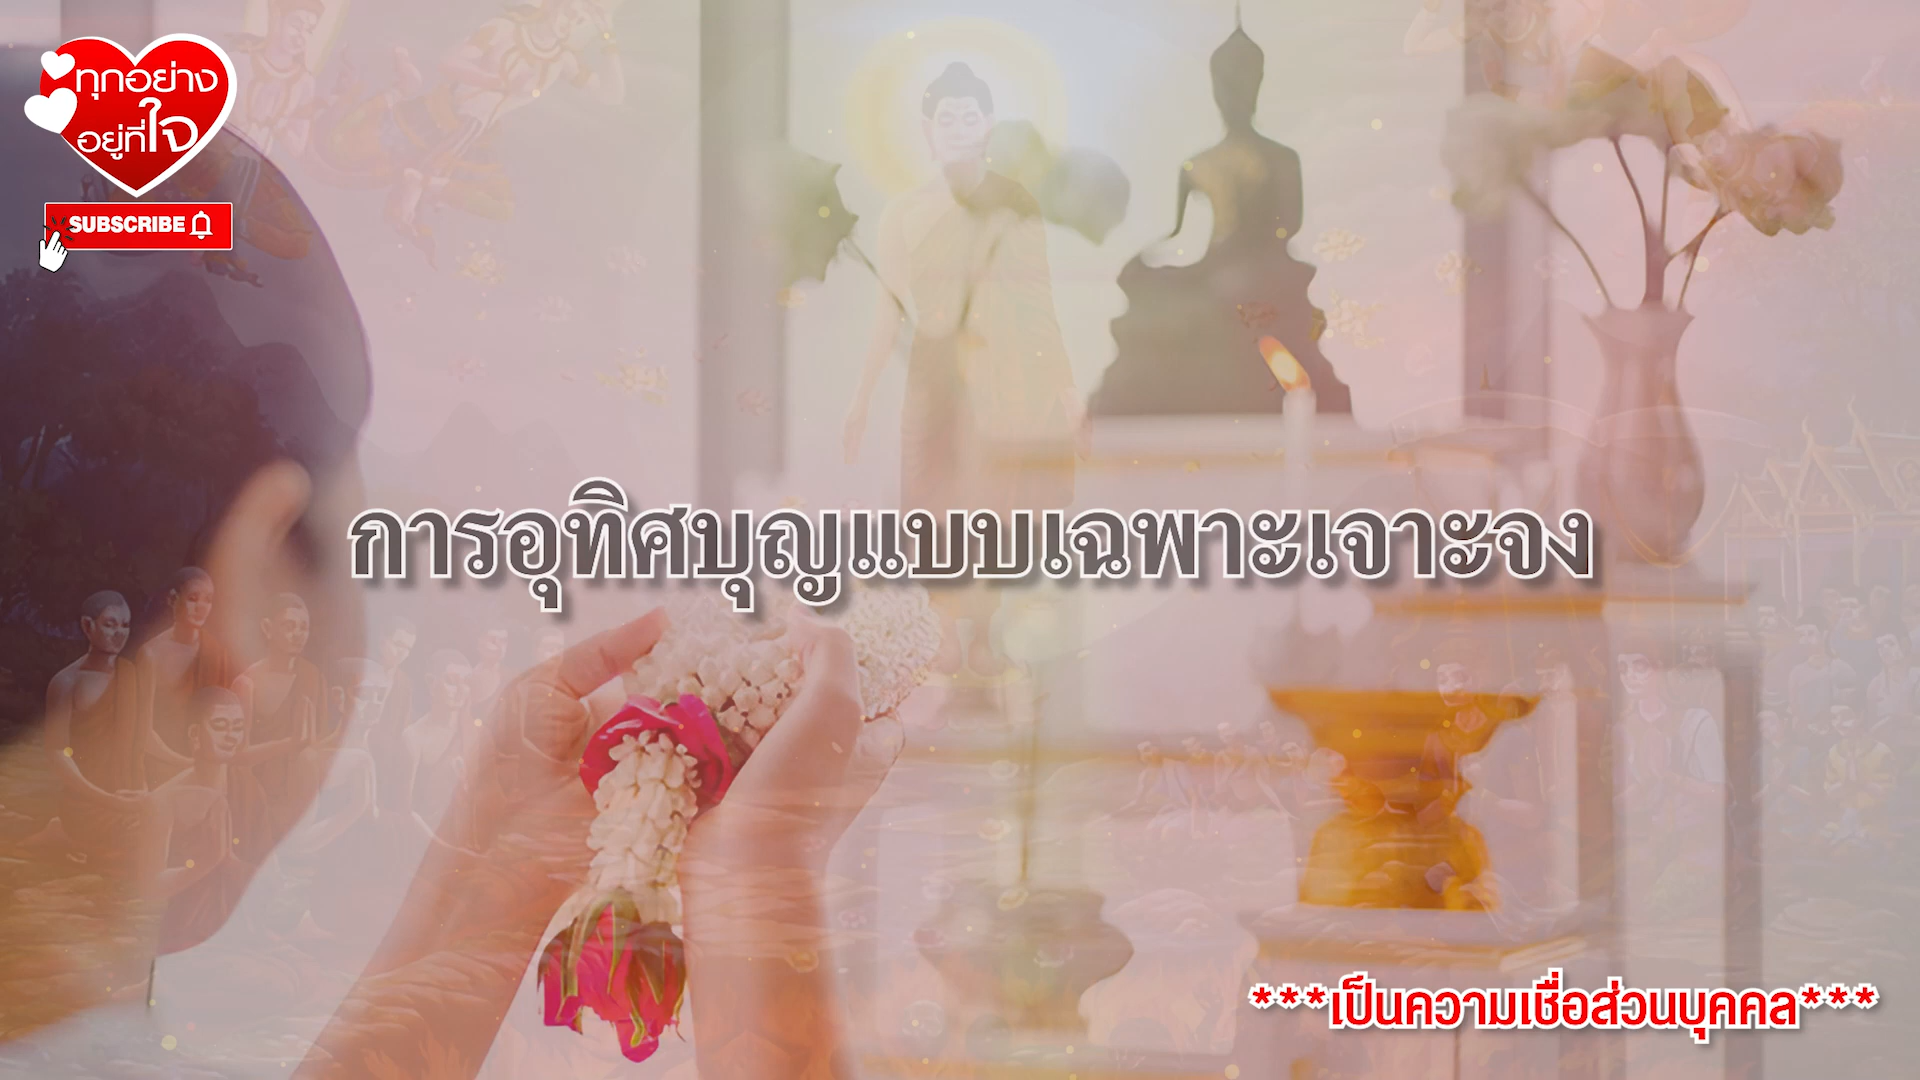 ทุกอย่าง
อยู่ที่ใจ
SUBSCRIBE
การอุทิศบุญแบบเฉพาะเจาะจง
***เป็นความเชื่อส่วนบุคคล***